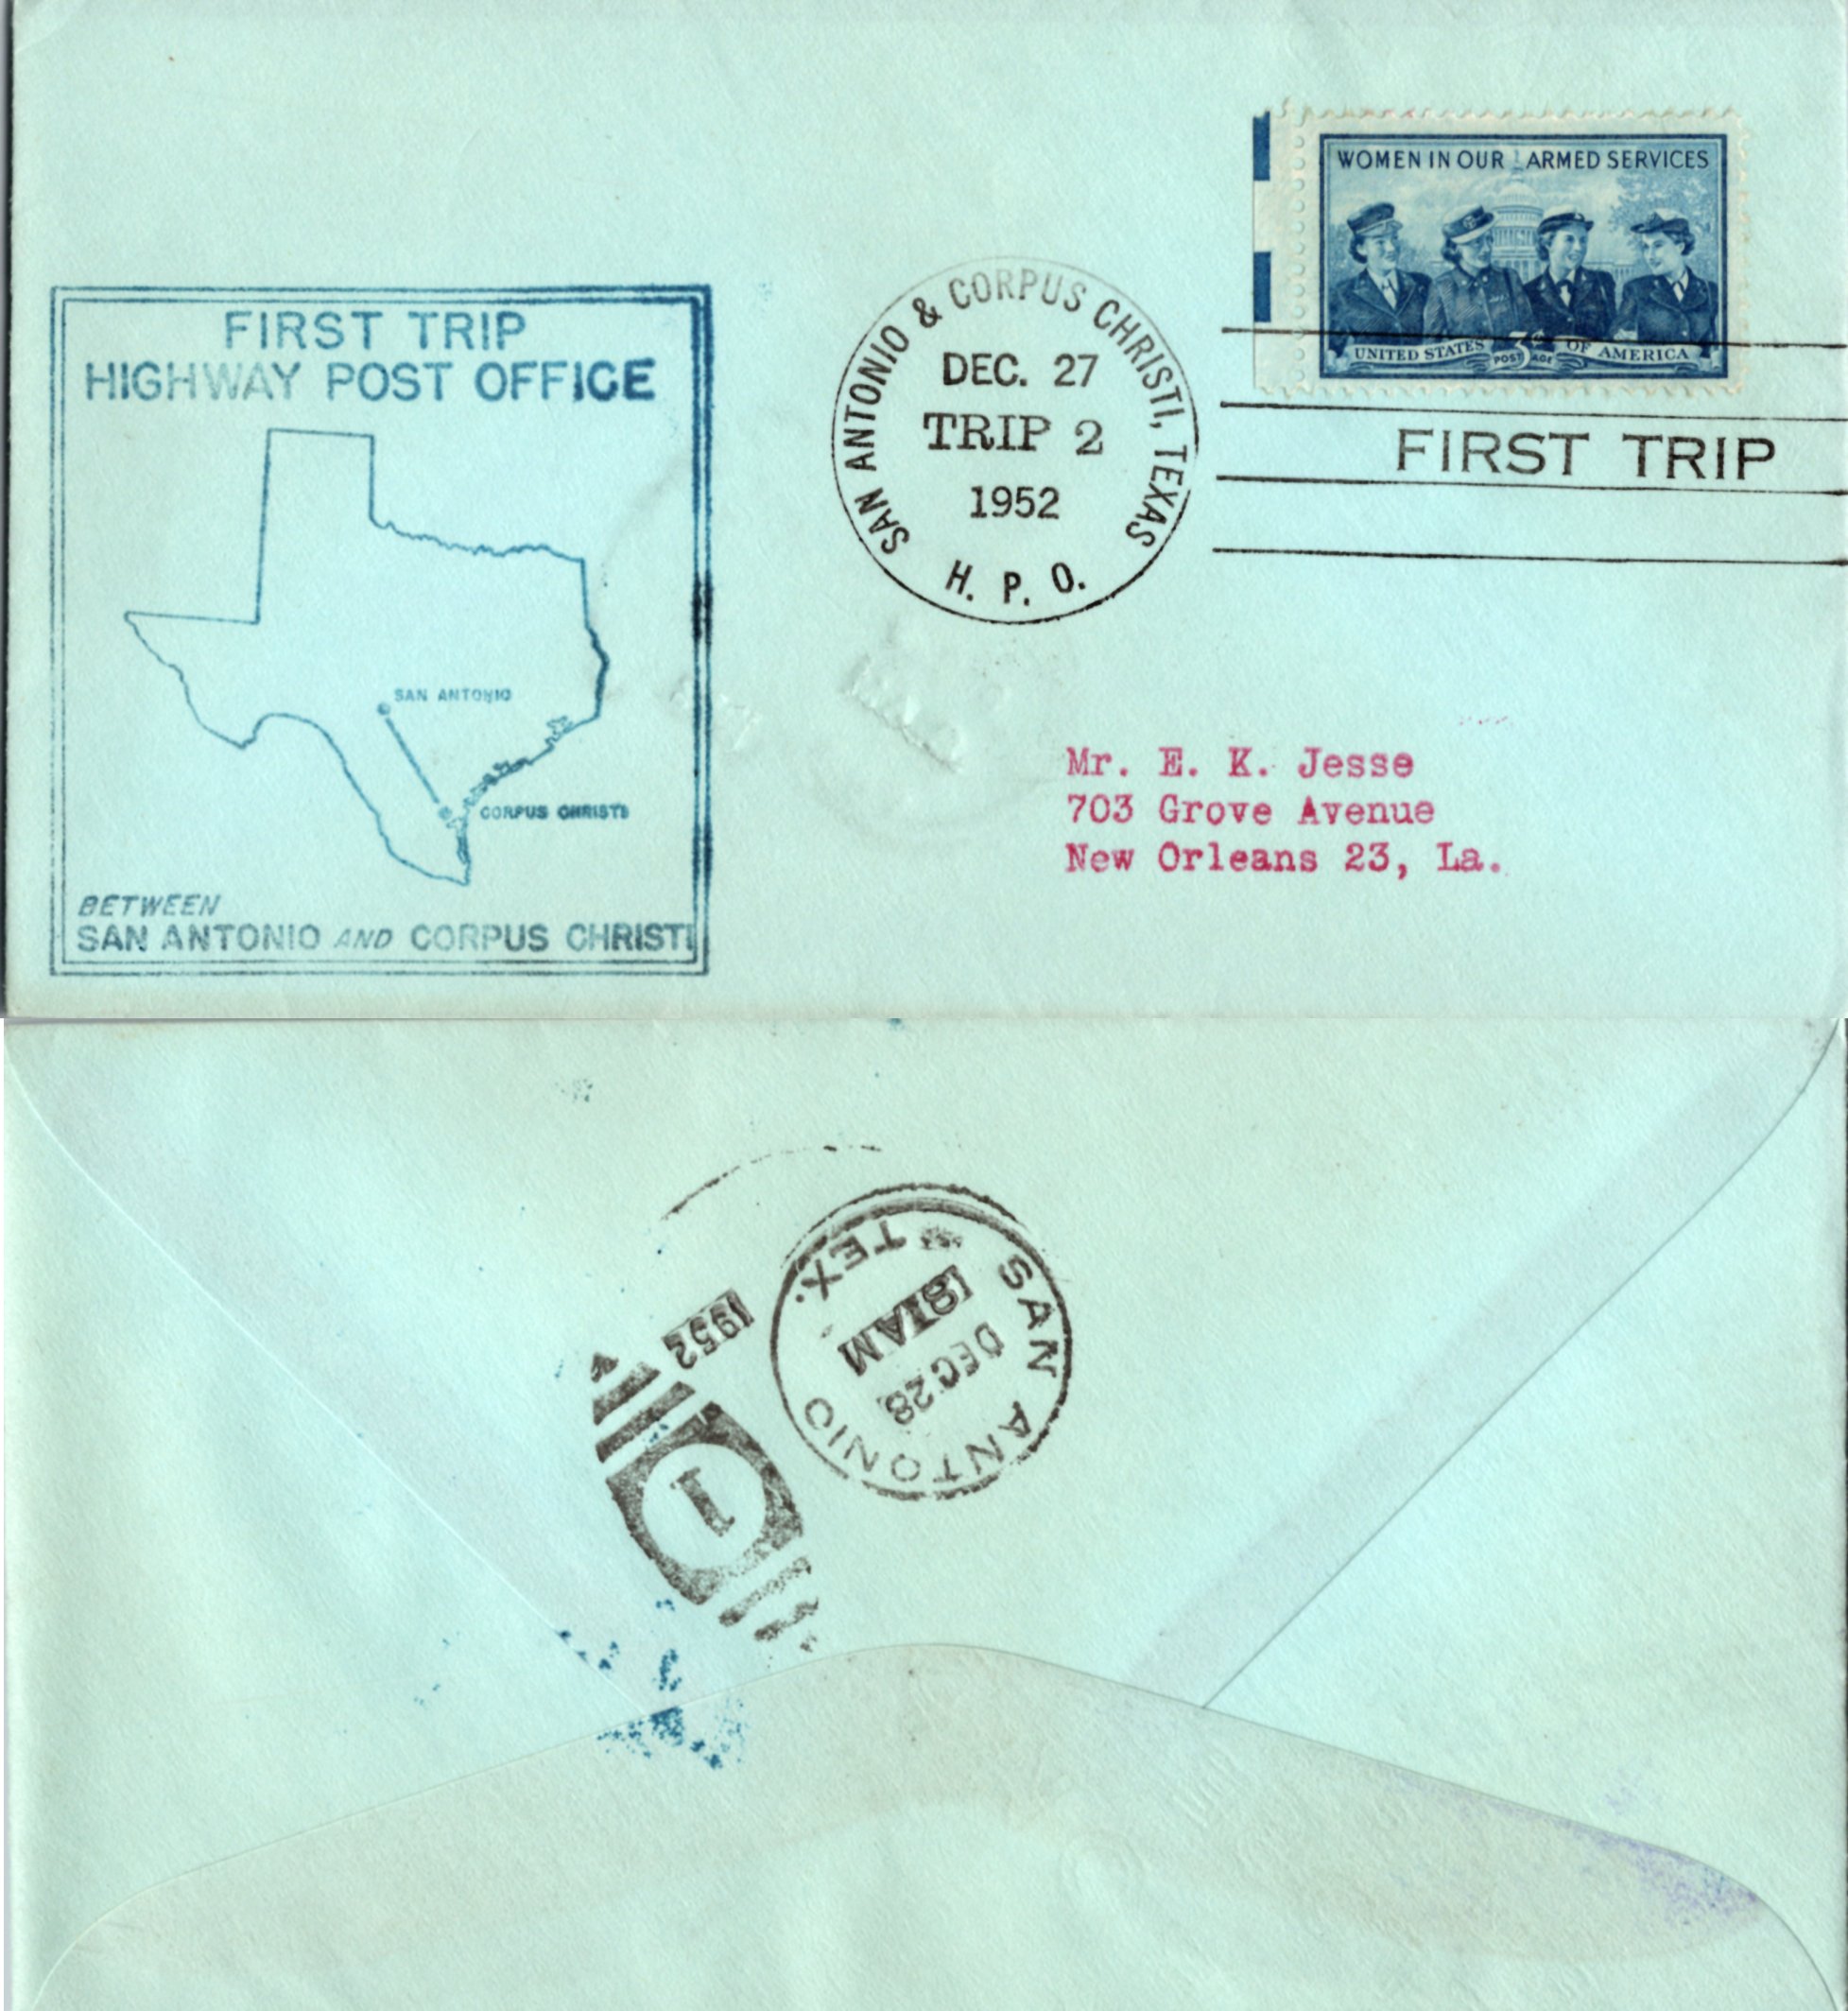 WOMEN IN OUR ARMED SERVICES
UNITED STATES OF AMERICA
3¢
POSTAGE
FIRST TRIP
HIGHWAY POST OFFICE
SAN ANTONIO
CORPUS CHRISTI
BETWEEN
SAN ANTONIO AND CORPUS CHRISTI
SAN ANTONIO & CORPUS CHRISTI, TEXAS
DEC. 27
TRIP 2
1952
H. P. O.
FIRST TRIP
Mr. E. K. Jesse
703 Grove Avenue
New Orleans 23, La.
SAN ANTONIO
TEX.
DEC 28
AM
1952
1